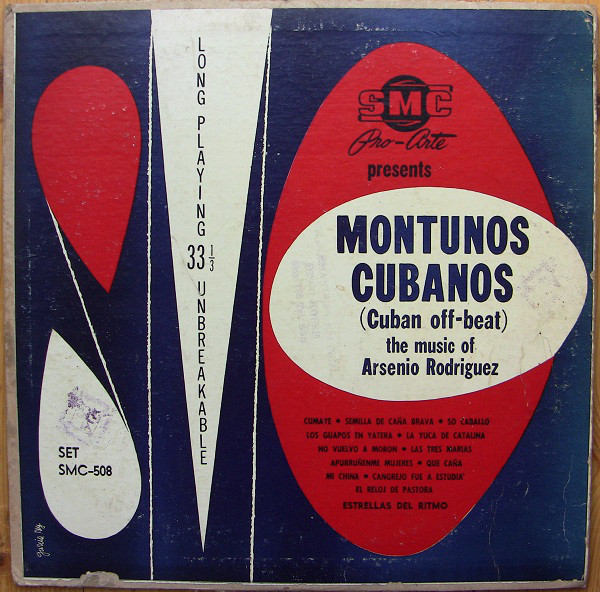 SMC
Pro-Arte
presents
MONTUNOS
CUBANOS
(Cuban off-beat)
the music of
Arsenio Rodriguez
CUMAYE • SEMILLA DE CAÑA BRAVA • SO CABALLO
LOS GUAPOS EN YATERA • LA YUCA DE CATALINA
NO VUELVO A MORON • LAS TRES MARIAS
APURRUÑENME MUJERES • QUE CAÑA
MI CHINA • CANGREJO FUE A ESTUDIA'
EL RELOJ DE PASTORA
ESTRELLAS DEL RITMO
LONG PLAYING 33 1/3 UNBREAKABLE
SET
SMC-508